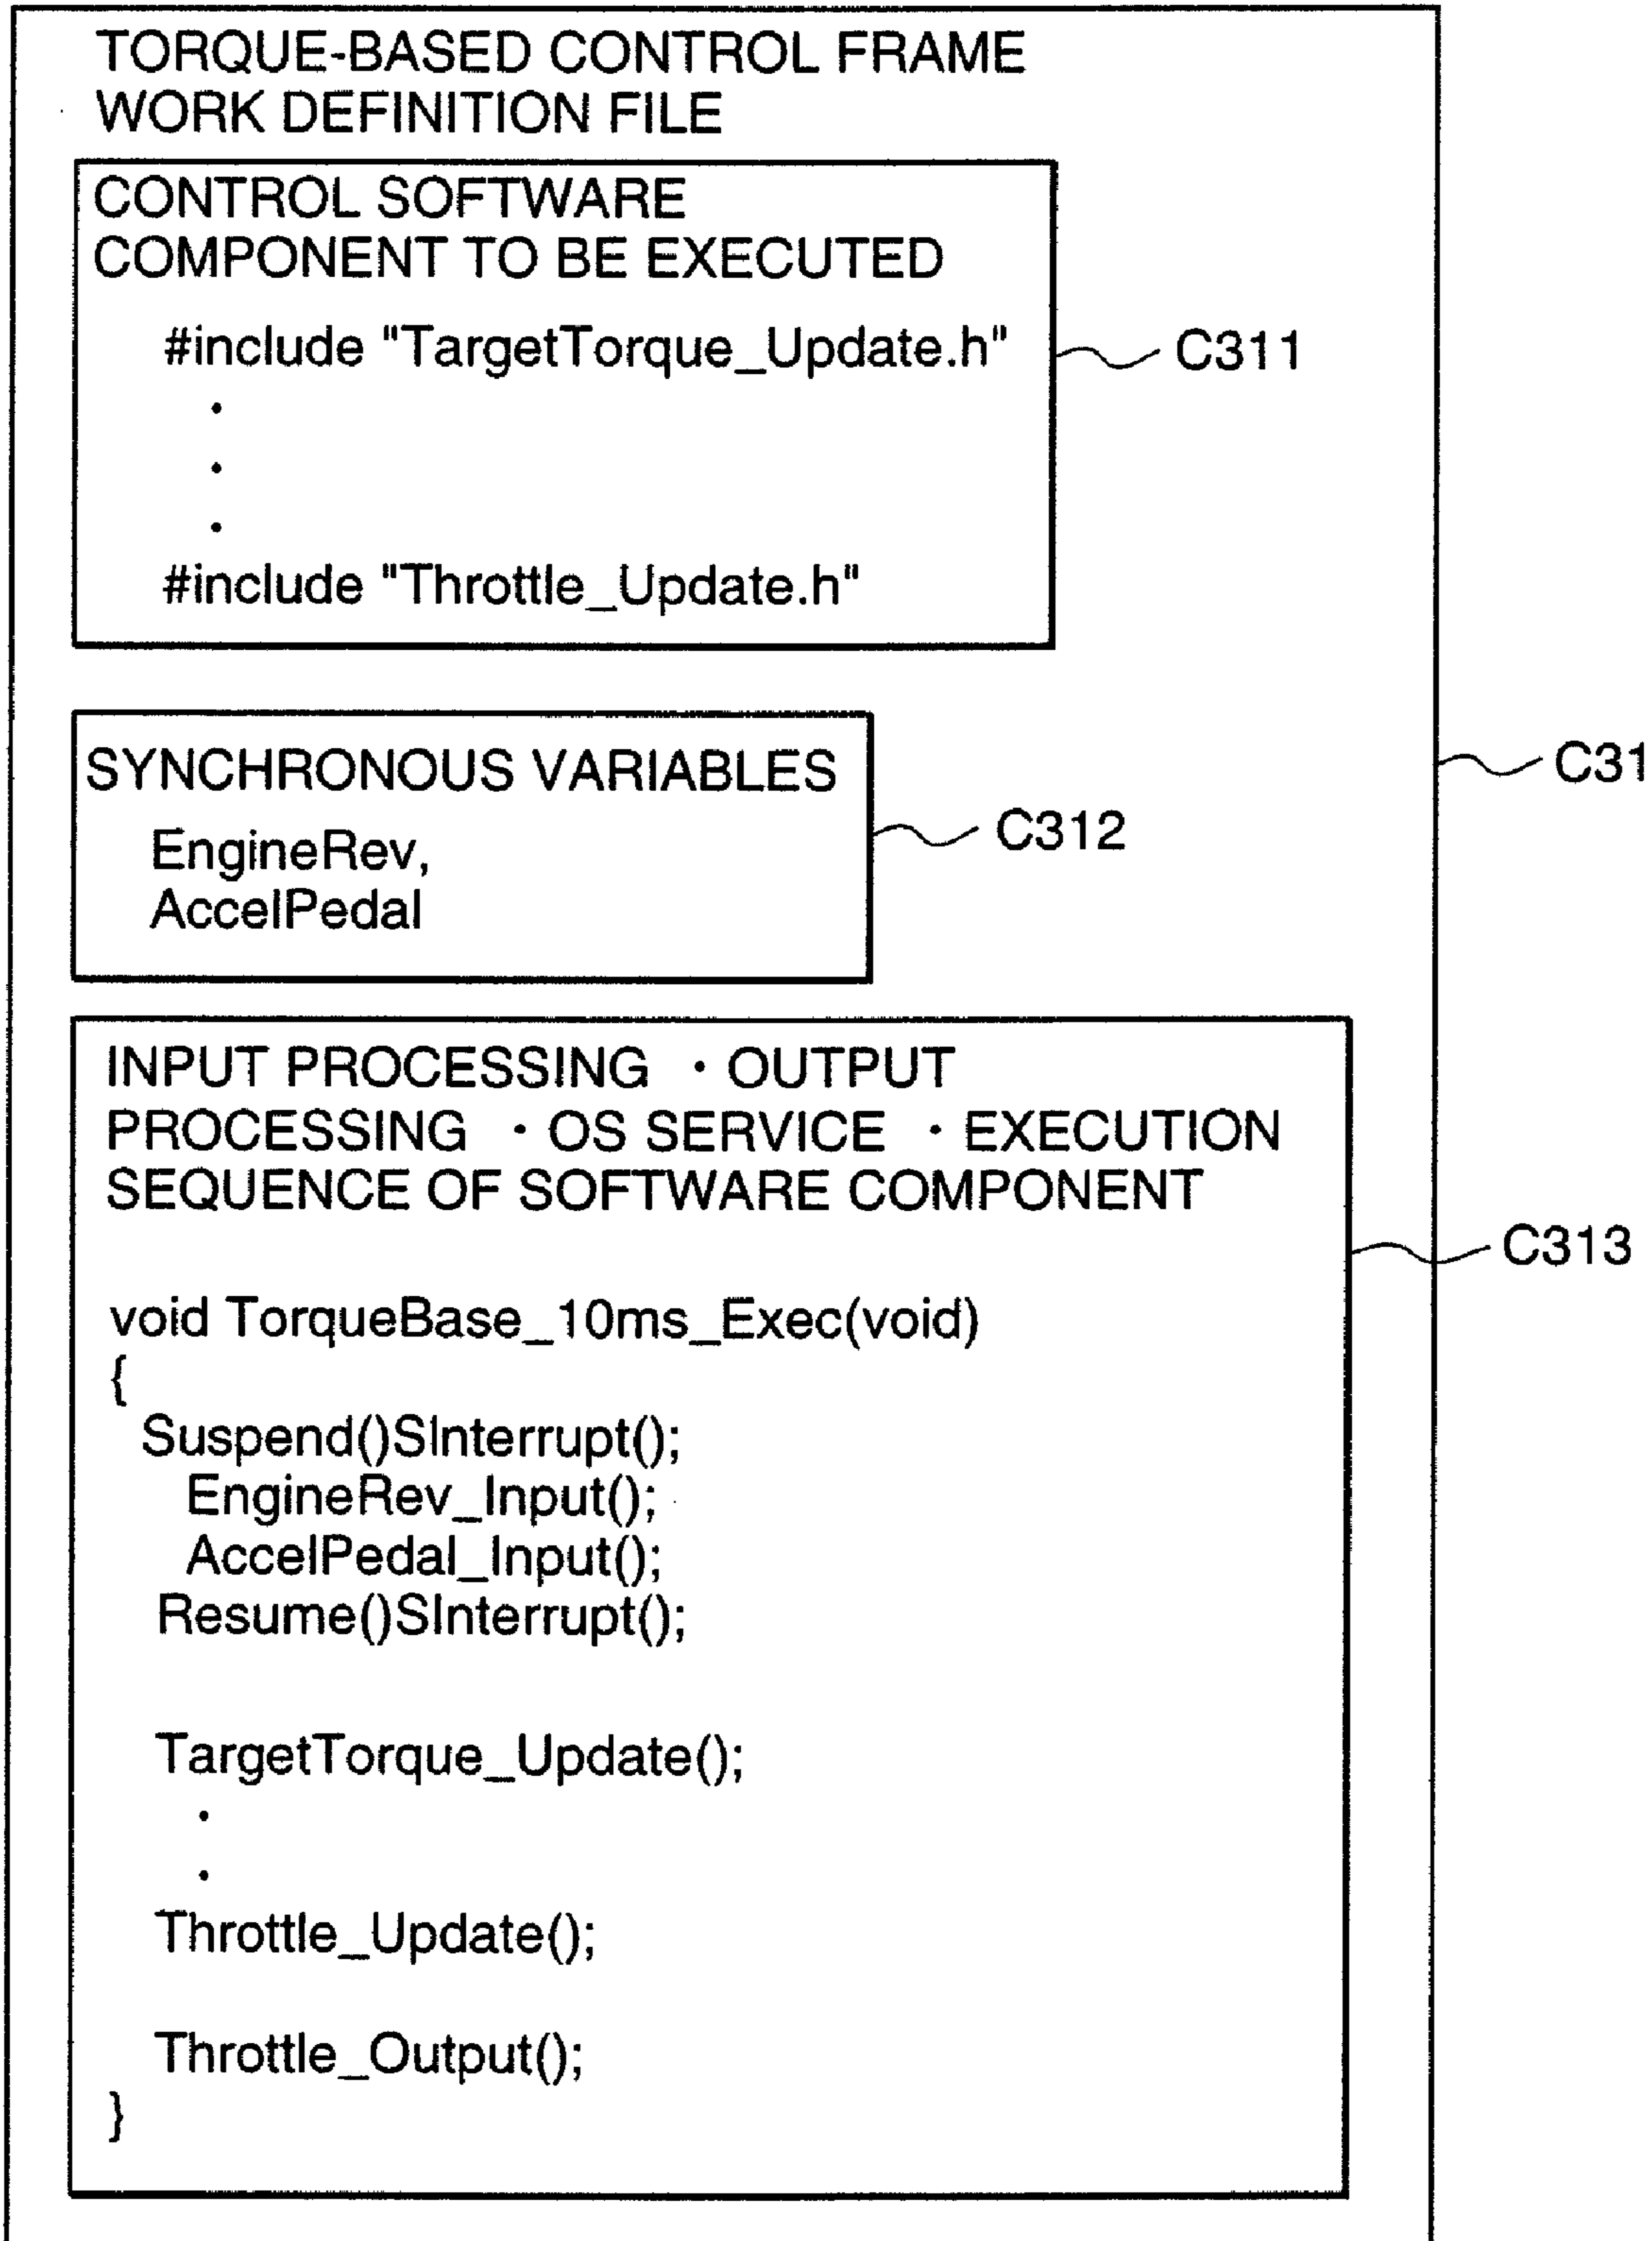 TORQUE-BASED CONTROL FRAME
WORK DEFINITION FILE
CONTROL SOFTWARE
COMPONENT TO BE EXECUTED
#include "TargetTorque_Update.h"
·
·
·
#include "Throttle_Update.h"
C311
SYNCHRONOUS VARIABLES
EngineRev,
AccelPedal
C312
C31
INPUT PROCESSING ・OUTPUT
PROCESSING ・OS SERVICE ・EXECUTION
SEQUENCE OF SOFTWARE COMPONENT
void TorqueBase_10ms_Exec(void)
{
Suspend()SInterrupt();
EngineRev_Input();
AccelPedal_Input();
Resume()SInterrupt();
TargetTorque_Update();
·
·
Throttle_Update();
Throttle_Output();
}
C313